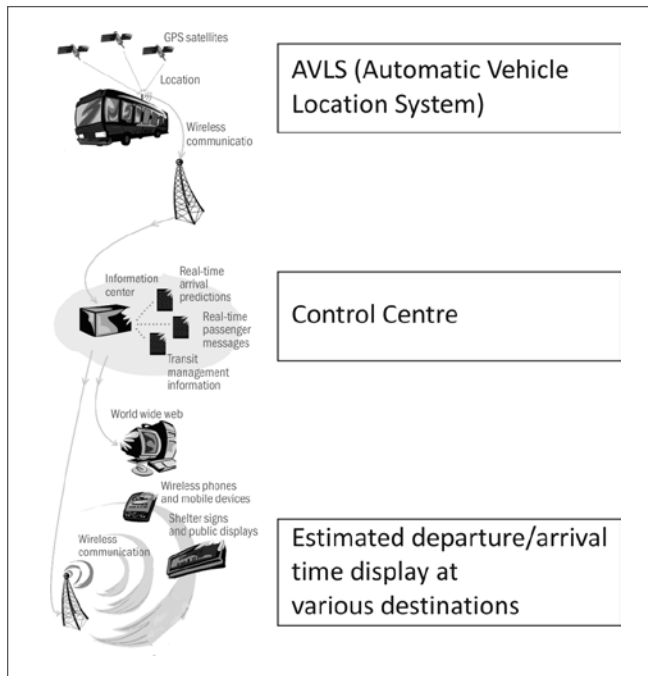 GPS satellites
Location
Wireless
communicatio
AVLS (Automatic Vehicle
Location System)
Information
center
Real-time
arrival
predictions
Real-time
passenger
messages
Transit
management
information
Control Centre
World wide web
Wireless phones
and mobile devices
Shelter signs
and public displays
Wireless
communication
Estimated departure/arrival
time display at
various destinations